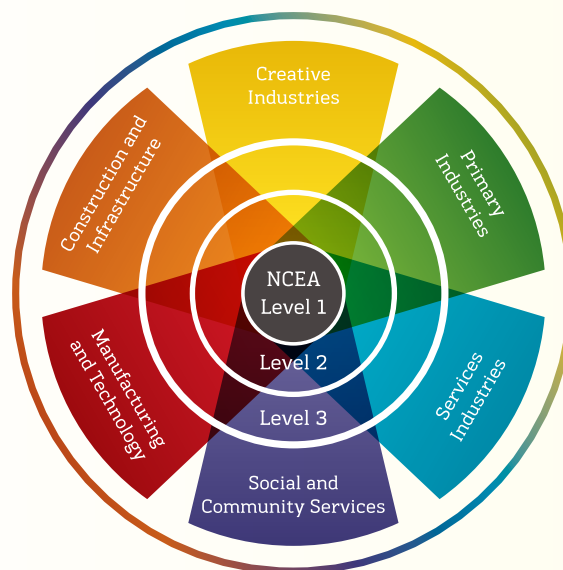 Creative
Industries
Primary
Industries
Services
Industries
Social and
Community Services
Manufacturing
and Technology
Construction and
Infrastructure
NCEA
Level 1
Level 2
Level 3